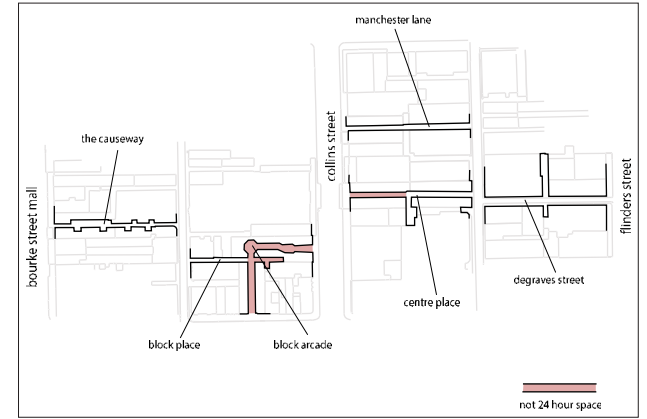 manchester lane
the causeway
collins street
bourke street mall
flinders street
degraves street
centre place
block place
block arcade
not 24 hour space